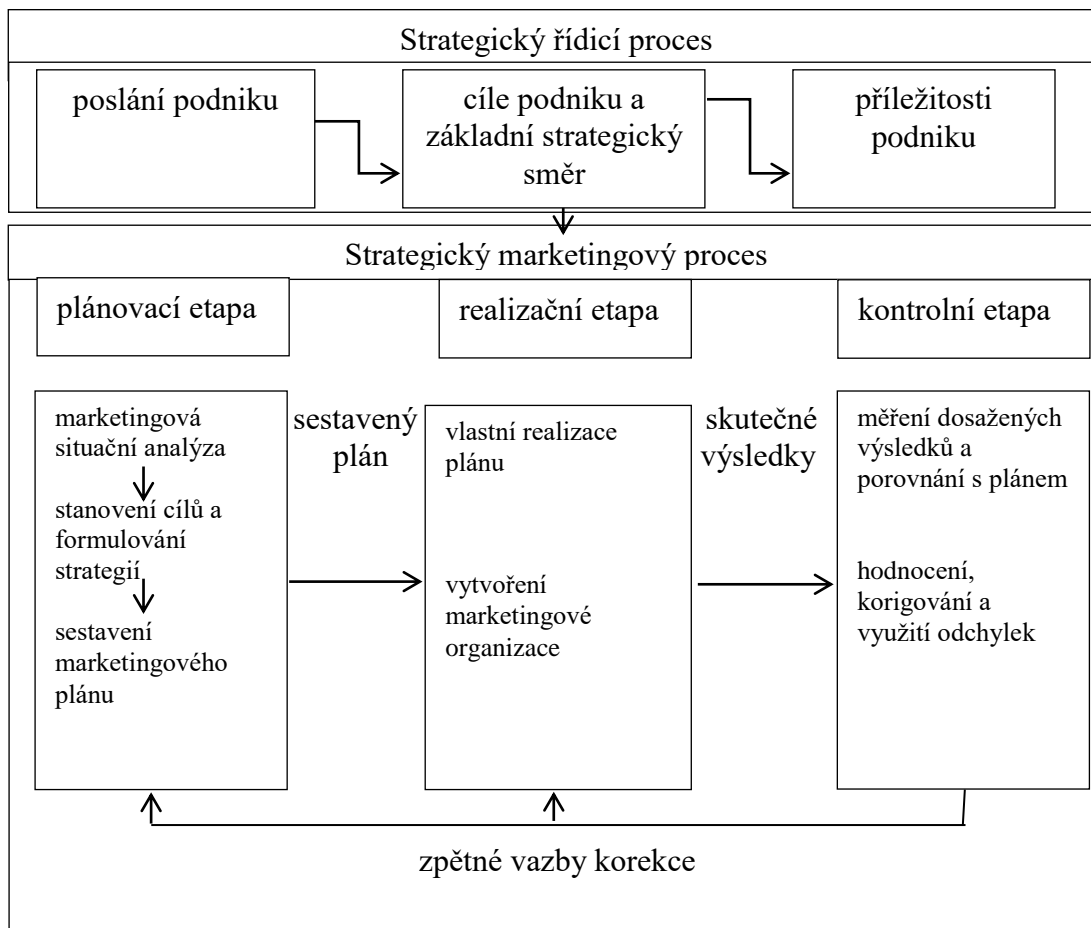 Strategický řídicí proces
poslání podniku
cíle podniku a
základní strategický
směr
příležitosti
podniku
Strategický marketingový proces
plánovací etapa
realizační etapa
kontrolní etapa
marketingová
situační analýza
stanovení cílů a
formulování
strategií
sestavení
marketingového
plánu
sestavený
plán
vlastní realizace
plánu
vytvoření
marketingové
organizace
skutečné
výsledky
měření dosažených
výsledků a
porovnání s plánem
hodnocení,
korigování a
využití odchylek
zpětné vazby korekce